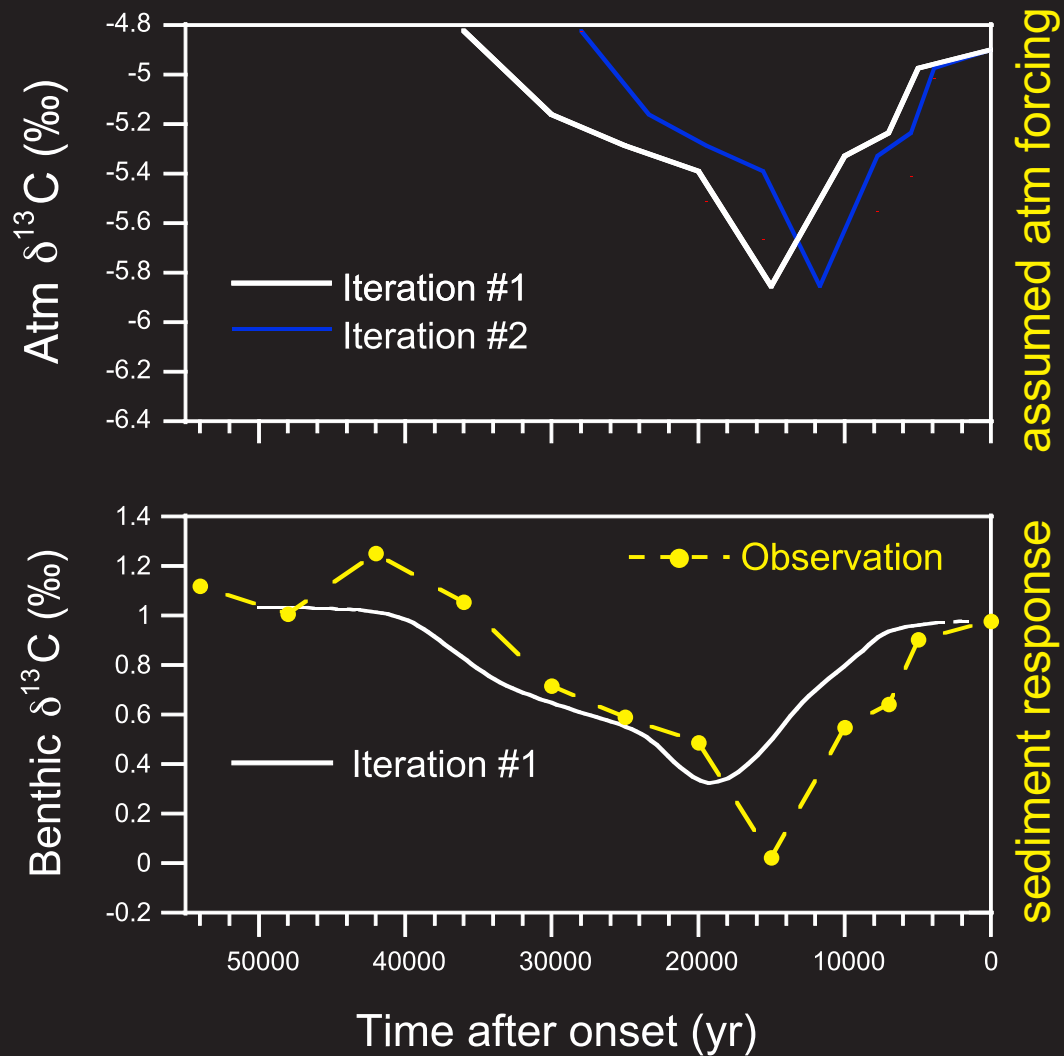 -4.8
-5
-5.2
-5.4
-5.6
-5.8
-6
-6.2
-6.4
Atm δ¹³C (‰)
Iteration #1
Iteration #2
assumed atm forcing
1.4
1.2
1
0.8
0.6
0.4
0.2
0
-0.2
Benthic δ¹³C (‰)
Observation
Iteration #1
sediment response
50000 40000 30000 20000 10000 0
Time after onset (yr)